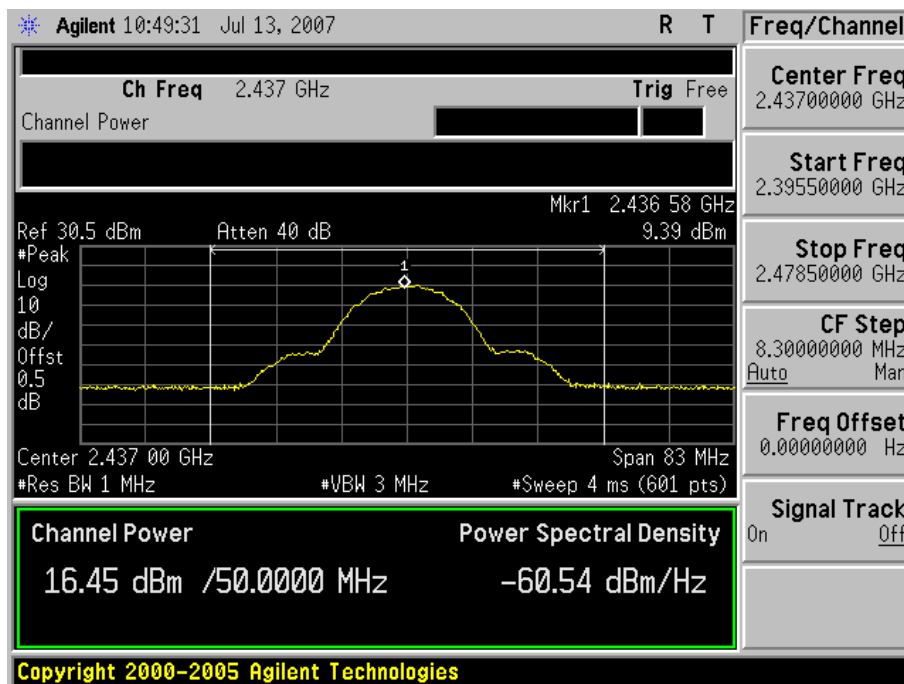 Agilent 10:49:31 Jul 13, 2007 R T
Freq/Channel
Ch Freq 2.437 GHz Trig Free
Channel Power
Mkr1 2.436 58 GHz
Ref 30.5 dBm Atten 40 dB 9.39 dBm
#Peak
Log
10
dB/
Offst
0.5
dB
1
Center 2.437 00 GHz Span 83 MHz
#Res BW 1 MHz #VBW 3 MHz #Sweep 4 ms (601 pts)
Channel Power Power Spectral Density
16.45 dBm /50.0000 MHz -60.54 dBm/Hz
Center Freq
2.43700000 GHz
Start Freq
2.39550000 GHz
Stop Freq
2.47850000 GHz
CF Step
8.30000000 MHz
Auto Man
Freq Offset
0.00000000 Hz
Signal Track
On Off
Copyright 2000-2005 Agilent Technologies